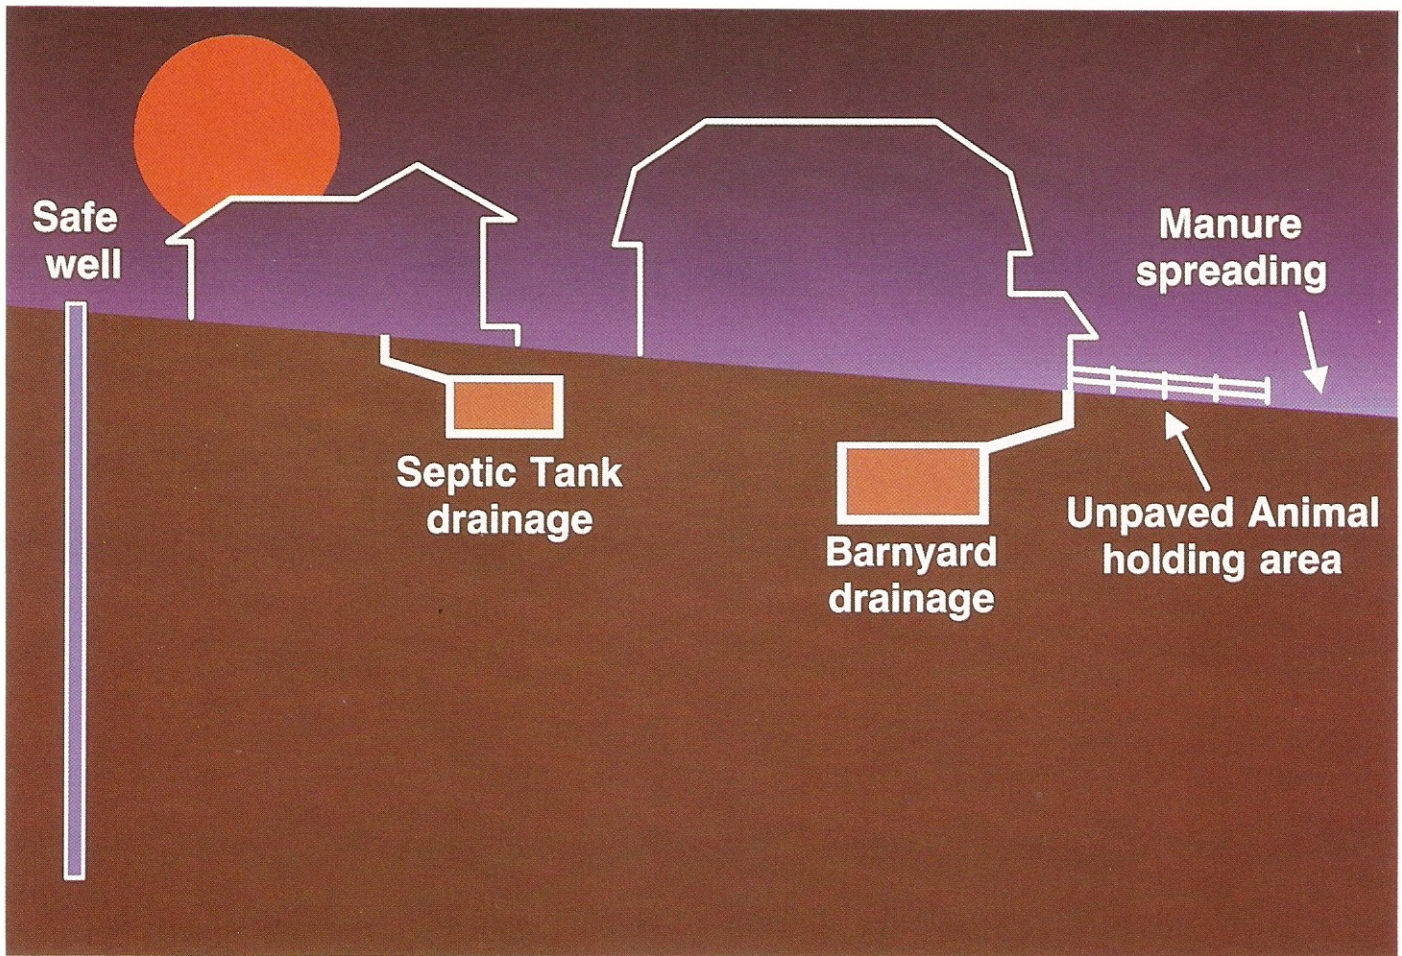 Safe
well
Manure
spreading
Septic Tank
drainage
Barnyard
drainage
Unpaved Animal
holding area